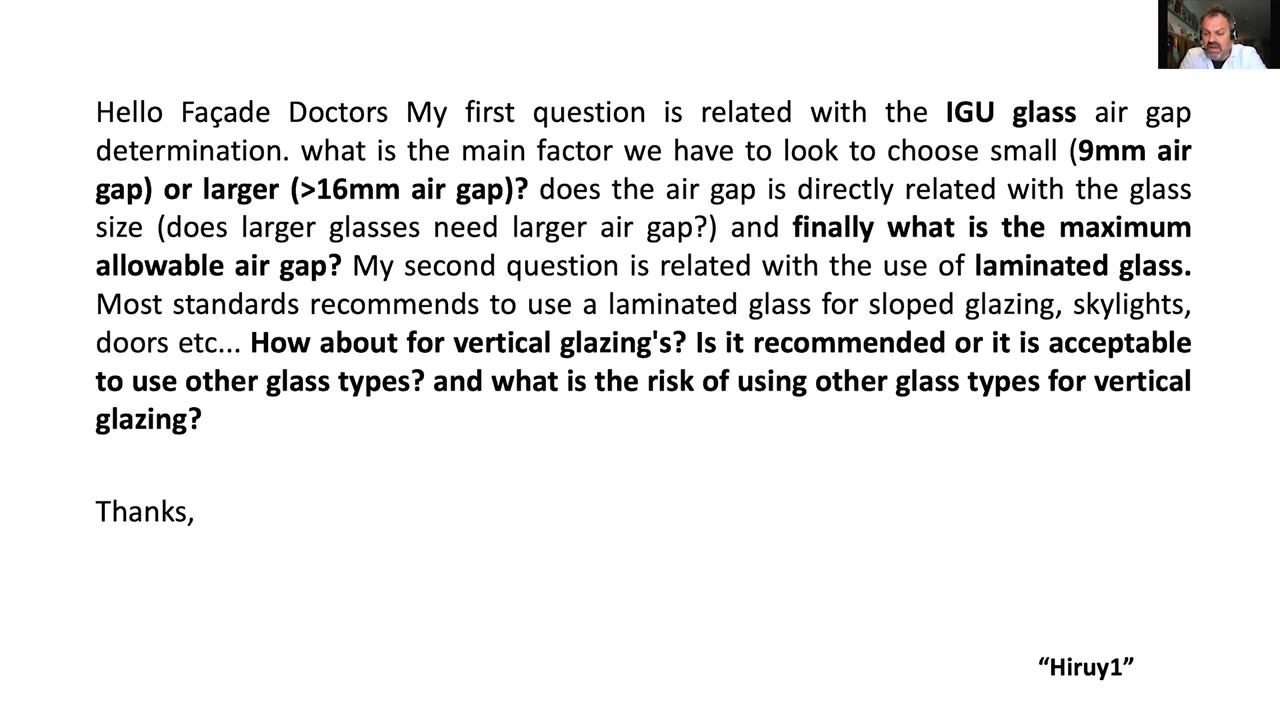 Hello Façade Doctors My first question is related with the IGU glass air gap
determination. what is the main factor we have to look to choose small (9mm air
gap) or larger (>16mm air gap)? does the air gap is directly related with the glass
size (does larger glasses need larger air gap?) and finally what is the maximum
allowable air gap? My second question is related with the use of laminated glass.
Most standards recommends to use a laminated glass for sloped glazing, skylights,
doors etc... How about for vertical glazing's? Is it recommended or it is acceptable
to use other glass types? and what is the risk of using other glass types for vertical
glazing?
Thanks,
“Hiruy1”